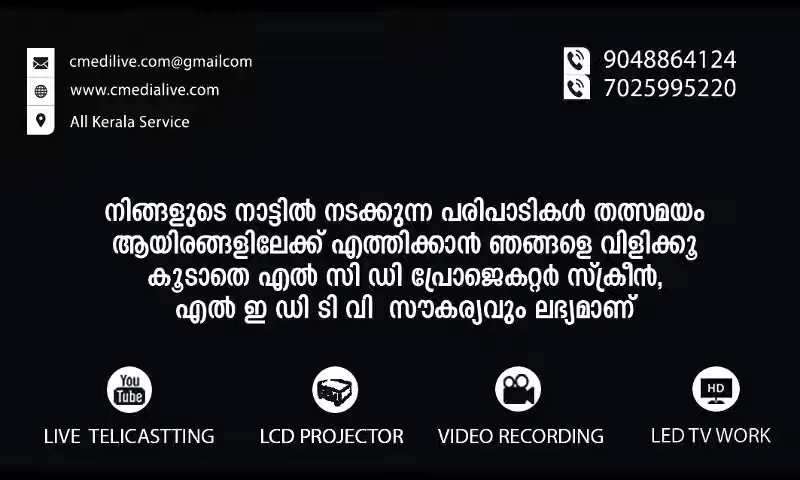 cmedilive.com@gmailcom
www.cmedialive.com
All Kerala Service
9048864124
7025995220
നിങ്ങളുടെ നാട്ടിൽ നടക്കുന്ന പരിപാടികൾ തത്സമയം
ആയിരങ്ങളിലേക്ക് എത്തിക്കാൻ ഞങ്ങളെ വിളിക്കൂ
കൂടാതെ എൽ സി ഡി പ്രോജെകറ്റർ സ്ക്രീൻ,
എൽ ഇ ഡി ടി വി സൗകര്യവും ലഭ്യമാണ്
You
Tube
HD
LIVE TELICASTTING
LCD PROJECTOR
VIDEO RECORDING
LED TV WORK